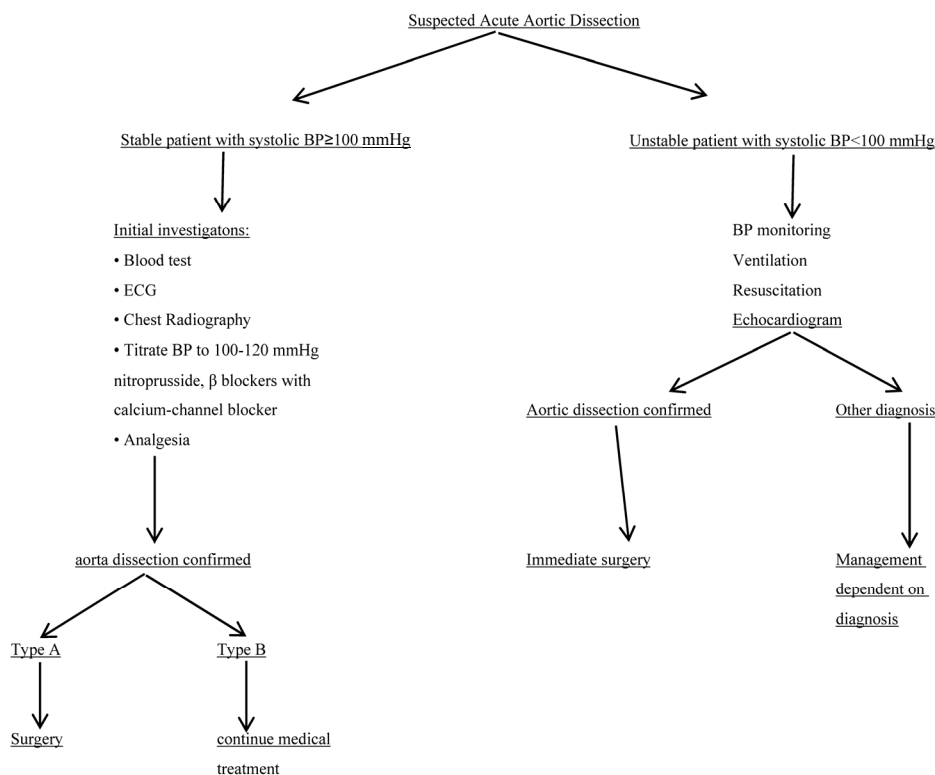 Suspected Acute Aortic Dissection
Stable patient with systolic BP≥100 mmHg
Unstable patient with systolic BP<100 mmHg
Initial investigatons:
• Blood test
• ECG
• Chest Radiography
• Titrate BP to 100-120 mmHg
nitroprusside, β blockers with
calcium-channel blocker
• Analgesia
BP monitoring
Ventilation
Resuscitation
Echocardiogram
Aortic dissection confirmed
Other diagnosis
aorta dissection confirmed
Immediate surgery
Management
dependent on
diagnosis
Type A
Type B
Surgery
continue medical
treatment